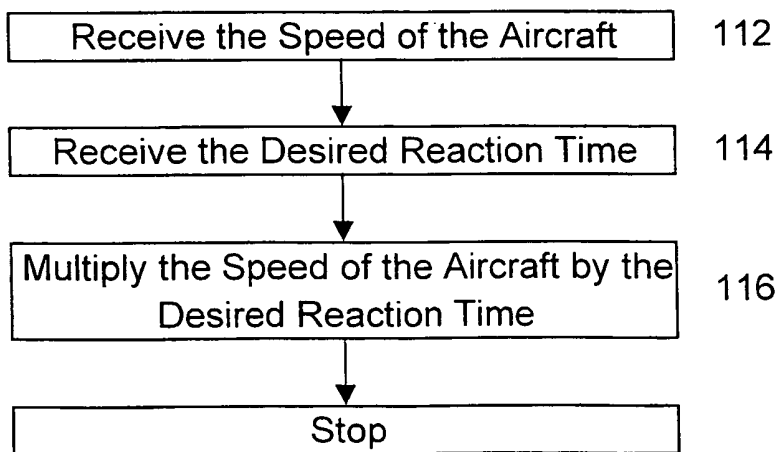 Receive the Speed of the Aircraft 112
Receive the Desired Reaction Time 114
Multiply the Speed of the Aircraft by the
Desired Reaction Time 116
Stop